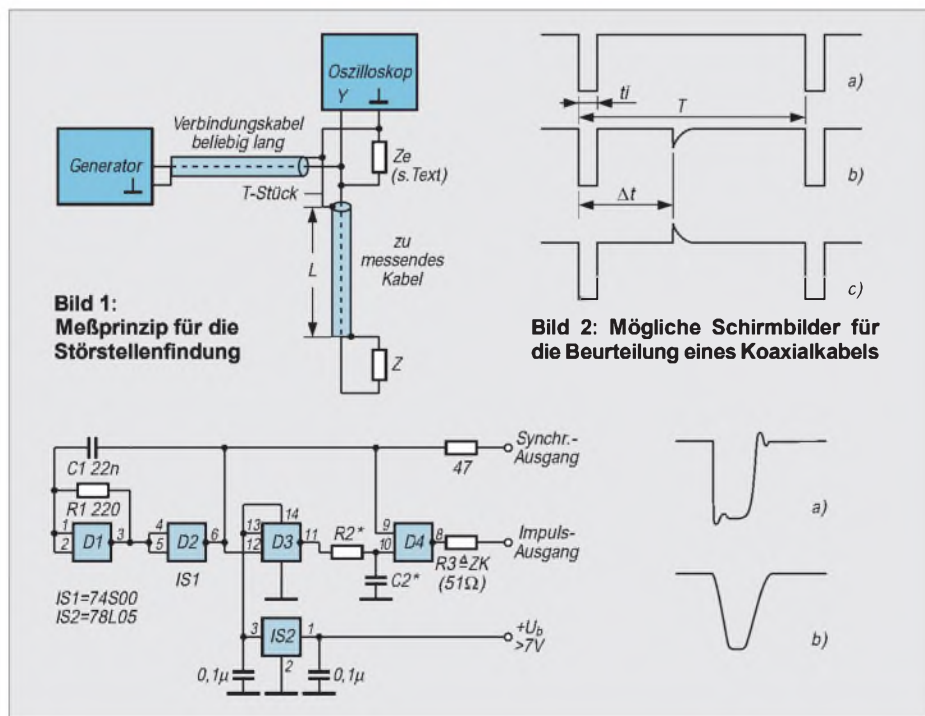 Oszilloskop
Y
Verbindungskabel
beliebig lang
Generator
Ze
(s.Text)
T-Stück
L
zu
messendes
Kabel
Z
Bild 1:
Meßprinzip für die
Störstellenfindung
a)
ti
T
b)
Δt
c)
Bild 2: Mögliche Schirmbilder für
die Beurteilung eines Koaxialkabels
C1 22n
R1 220
1
2
D1
3
4
5
D2
6
IS1
13
12
14
D3
11
R2*
C2*
9
10
D4
8
47
Synchr.-
Ausgang
Impuls-
Ausgang
R3≙ZK
(51Ω)
IS1=74S00
IS2=78L05
3
IS2
1
2
0,1µ
0,1µ
+Ub
>7V
a)
b)